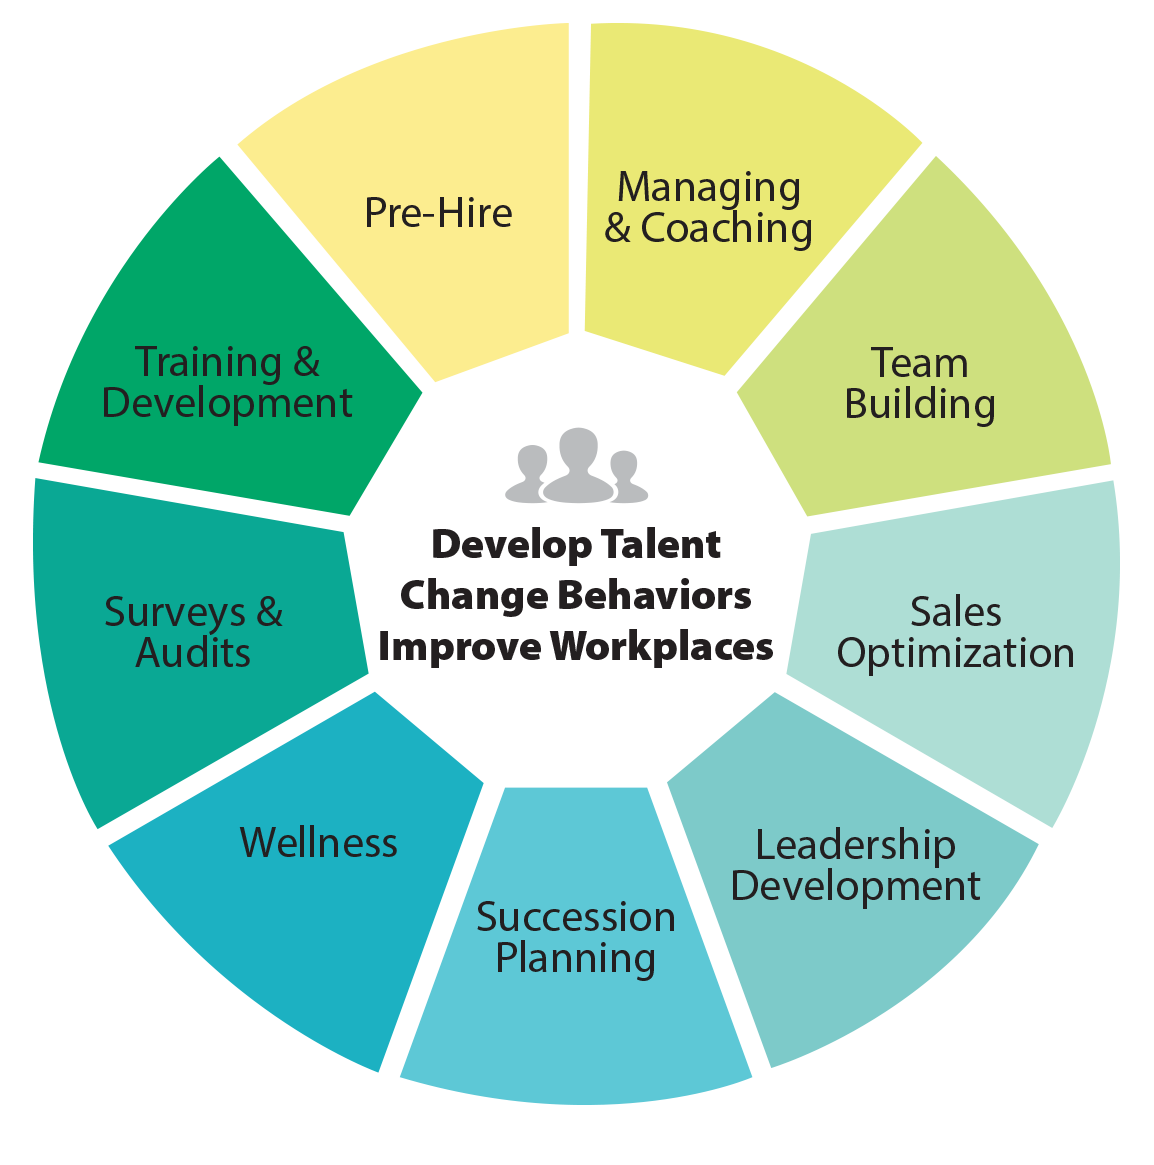 Pre-Hire
Managing
& Coaching
Team
Building
Sales
Optimization
Leadership
Development
Succession
Planning
Wellness
Surveys &
Audits
Training &
Development
Develop Talent
Change Behaviors
Improve Workplaces